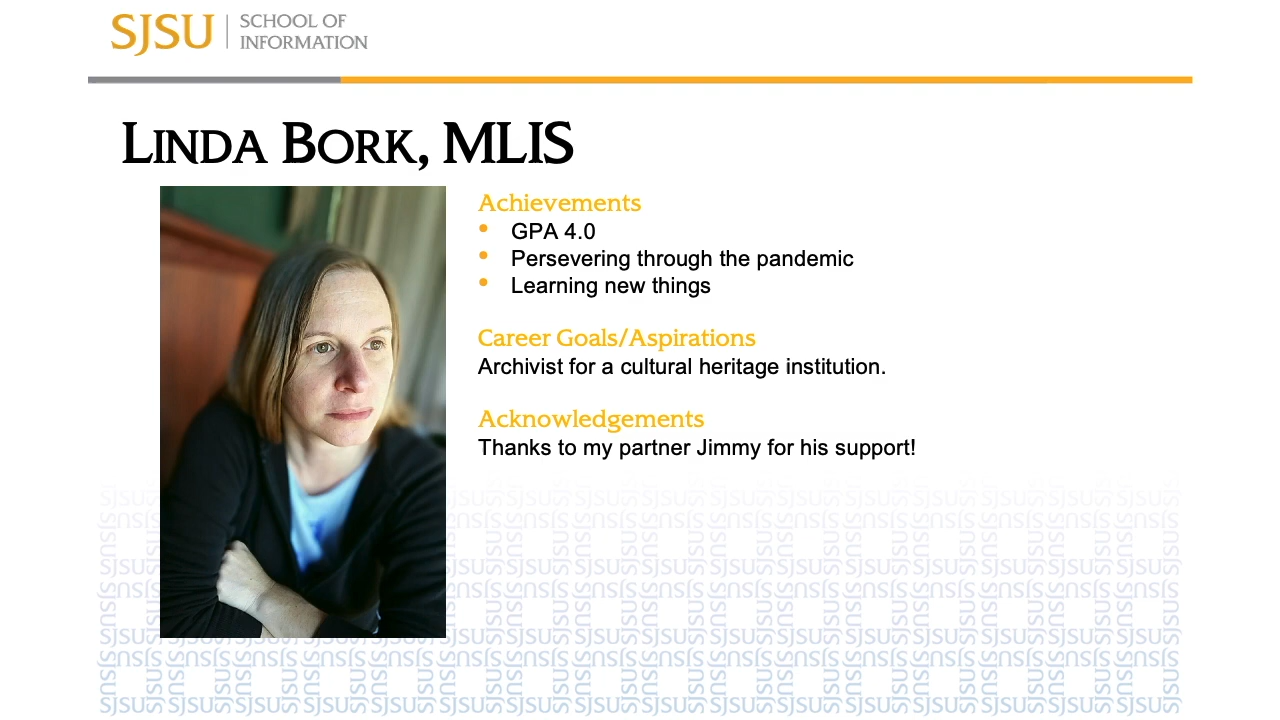 SJSU SCHOOL OF
INFORMATION
LINDA BORK, MLIS
Achievements
• GPA 4.0
• Persevering through the pandemic
• Learning new things
Career Goals/Aspirations
Archivist for a cultural heritage institution.
Acknowledgements
Thanks to my partner Jimmy for his support!